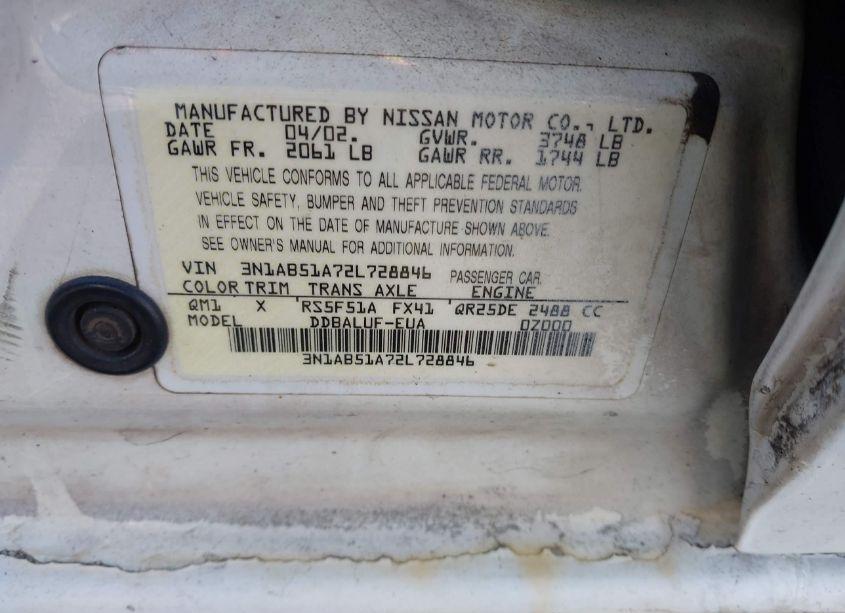 MANUFACTURED BY NISSAN MOTOR CO., LTD.
DATE 04/02. GVWR. 3748 LB
GAWR FR. 2061 LB GAWR RR. 1744 LB
THIS VEHICLE CONFORMS TO ALL APPLICABLE FEDERAL MOTOR
VEHICLE SAFETY, BUMPER AND THEFT PREVENTION STANDARDS
IN EFFECT ON THE DATE OF MANUFACTURE SHOWN ABOVE.
SEE OWNER'S MANUAL FOR ADDITIONAL INFORMATION.
VIN 3N1AB51A72L728846 PASSENGER CAR
COLOR TRIM TRANS AXLE ENGINE
QM1 X RS5F51A FX41 QR25DE 2488 CC
MODEL DDBALUF-EUA 0Z000
3N1AB51A72L728846